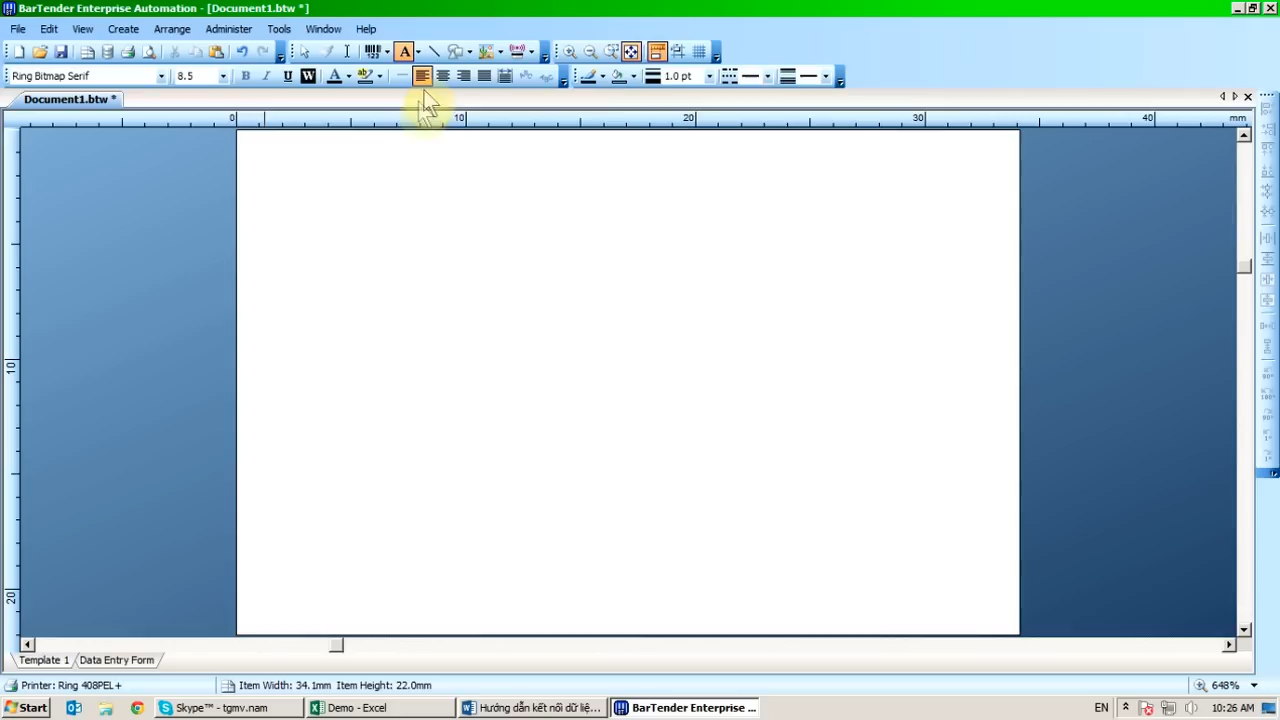 BarTender Enterprise Automation - [Document1.btw *]
File Edit View Create Arrange Administer Tools Window Help
Ring Bitmap Serif 8.5 B I U W A ab 1.0 pt
Document1.btw *
0 10 20 30 40 mm
10
20
Template 1 Data Entry Form
Printer: Ring 408PEL+ Item Width: 34.1mm Item Height: 22.0mm 648%
Start Skype™ - tgmv.nam Demo - Excel Hướng dẫn kết nối dữ liệ... BarTender Enterprise ... EN 10:26 AM